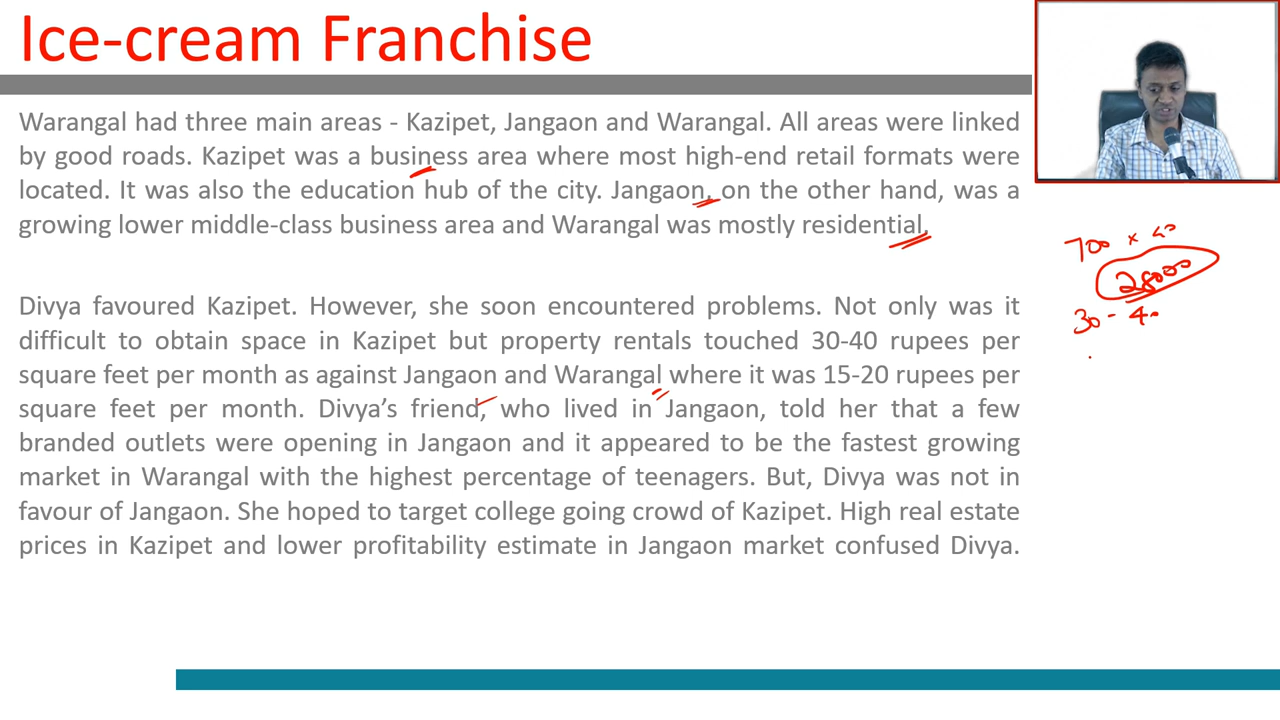 Ice-cream Franchise
Warangal had three main areas - Kazipet, Jangaon and Warangal. All areas were linked
by good roads. Kazipet was a business area where most high-end retail formats were
located. It was also the education hub of the city. Jangaon, on the other hand, was a
growing lower middle-class business area and Warangal was mostly residential.
700 × 40
28000
30 - 40
Divya favoured Kazipet. However, she soon encountered problems. Not only was it
difficult to obtain space in Kazipet but property rentals touched 30-40 rupees per
square feet per month as against Jangaon and Warangal where it was 15-20 rupees per
square feet per month. Divya’s friend, who lived in Jangaon, told her that a few
branded outlets were opening in Jangaon and it appeared to be the fastest growing
market in Warangal with the highest percentage of teenagers. But, Divya was not in
favour of Jangaon. She hoped to target college going crowd of Kazipet. High real estate
prices in Kazipet and lower profitability estimate in Jangaon market confused Divya.